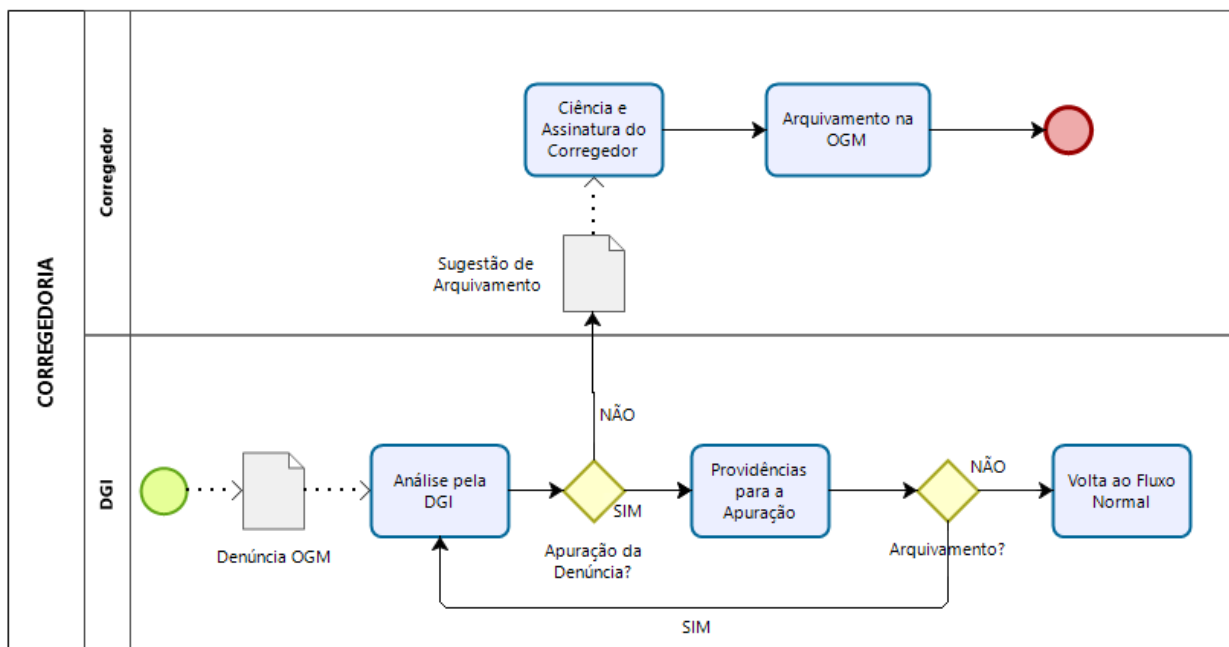 CORREGEDORIA
Corregedor
Ciência e
Assinatura do
Corregedor
Arquivamento na
OGM
Sugestão de
Arquivamento
DGI
NÃO
Análise pela
DGI
SIM
Providências
para a
Apuração
NÃO
Volta ao Fluxo
Normal
Denúncia OGM
Apuração da
Denúncia?
Arquivamento?
SIM